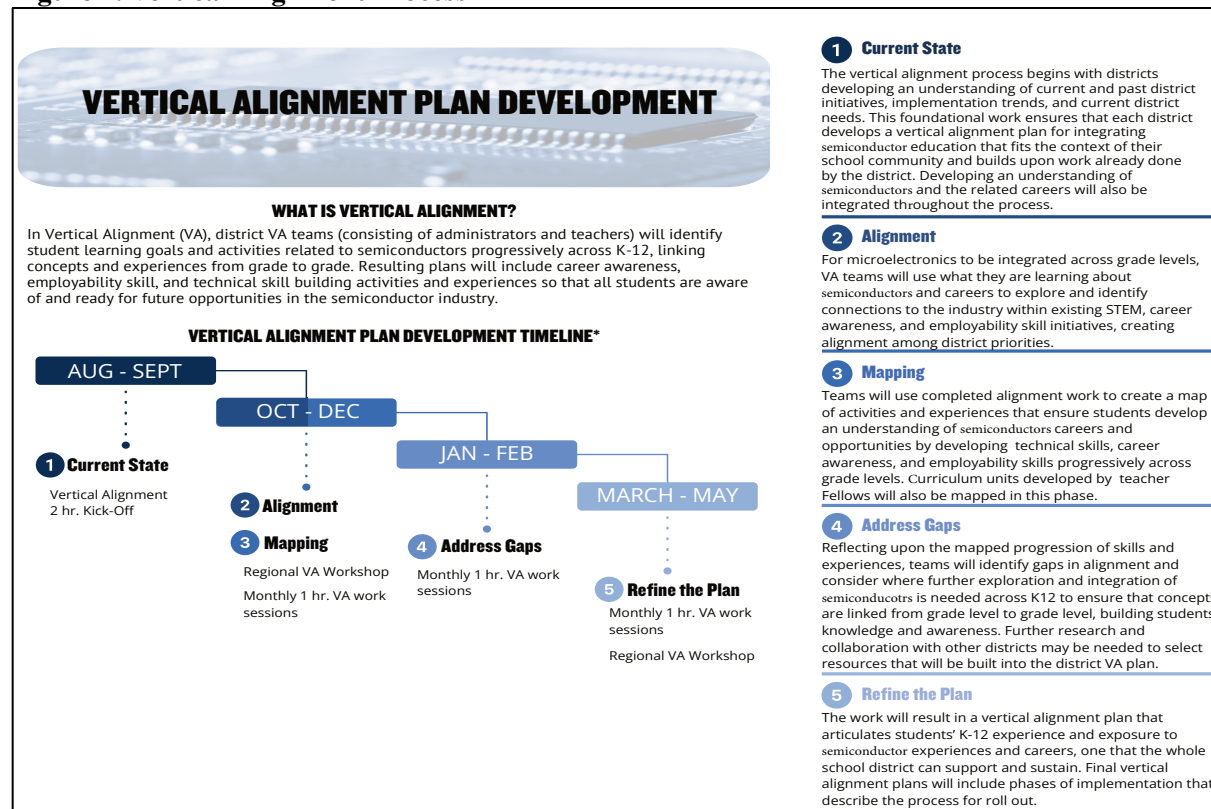 VERTICAL ALIGNMENT PLAN DEVELOPMENT
WHAT IS VERTICAL ALIGNMENT?
In Vertical Alignment (VA), district VA teams (consisting of administrators and teachers) will identify
student learning goals and activities related to semiconductors progressively across K-12, linking
concepts and experiences from grade to grade. Resulting plans will include career awareness,
employability skill, and technical skill building activities and experiences so that all students are aware
of and ready for future opportunities in the semiconductor industry.
VERTICAL ALIGNMENT PLAN DEVELOPMENT TIMELINE*
AUG - SEPT
1 Current State
Vertical Alignment
2 hr. Kick-Off
OCT - DEC
2 Alignment
3 Mapping
Regional VA Workshop
Monthly 1 hr. VA work
sessions
JAN - FEB
4 Address Gaps
Monthly 1 hr. VA work
sessions
MARCH - MAY
5 Refine the Plan
Monthly 1 hr. VA work
sessions
Regional VA Workshop
1 Current State
The vertical alignment process begins with districts
developing an understanding of current and past district
initiatives, implementation trends, and current district
needs. This foundational work ensures that each district
develops a vertical alignment plan for integrating
semiconductor education that fits the context of their
school community and builds upon work already done
by the district. Developing an understanding of
semiconductors and the related careers will also be
integrated throughout the process.
2 Alignment
For microelectronics to be integrated across grade levels,
VA teams will use what they are learning about
semiconductors and careers to explore and identify
connections to the industry within existing STEM, career
awareness, and employability skill initiatives, creating
alignment among district priorities.
3 Mapping
Teams will use completed alignment work to create a map
of activities and experiences that ensure students develop
an understanding of semiconductors careers and
opportunities by developing technical skills, career
awareness, and employability skills progressively across
grade levels. Curriculum units developed by teacher
Fellows will also be mapped in this phase.
4 Address Gaps
Reflecting upon the mapped progression of skills and
experiences, teams will identify gaps in alignment and
consider where further exploration and integration of
semiconducotrs is needed across K12 to ensure that concepts
are linked from grade level to grade level, building students
knowledge and awareness. Further research and
collaboration with other districts may be needed to select
resources that will be built into the district VA plan.
5 Refine the Plan
The work will result in a vertical alignment plan that
articulates students' K-12 experience and exposure to
semiconductor experiences and careers, one that the whole
school district can support and sustain. Final vertical
alignment plans will include phases of implementation that
describe the process for roll out.